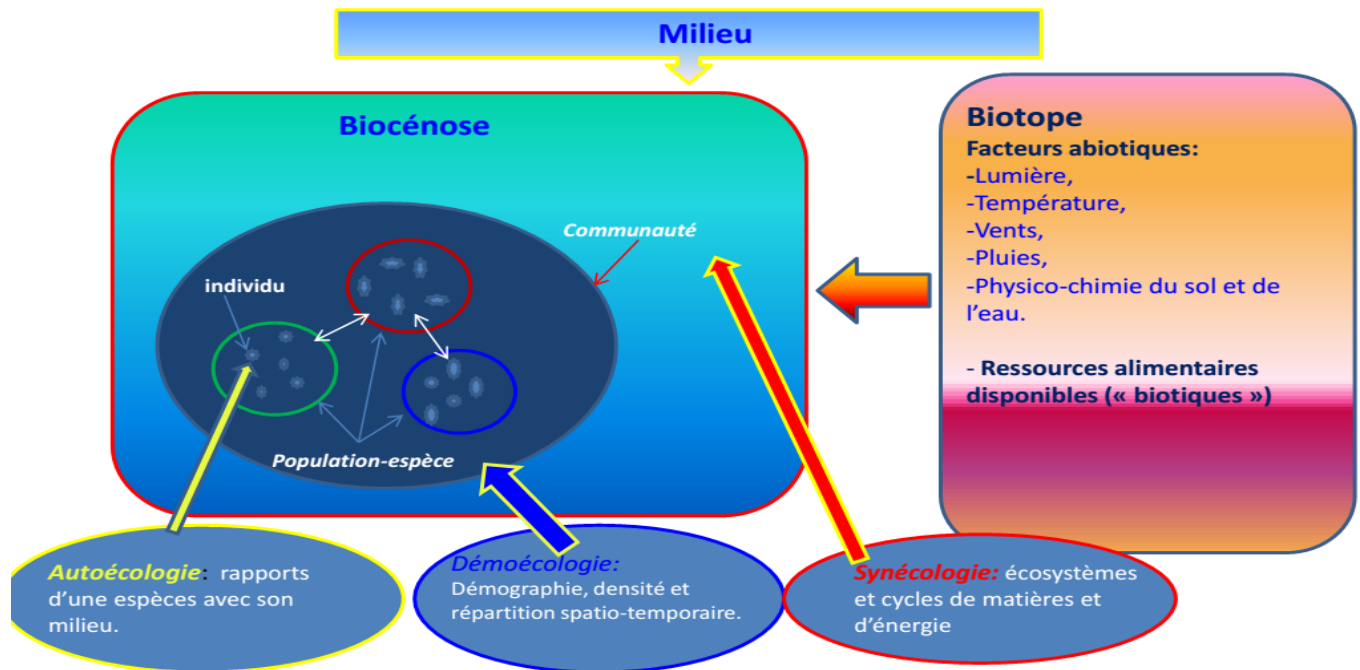 Milieu
Biocénose
Communauté
individu
Population-espèce
Biotope
Facteurs abiotiques:
-Lumière,
-Température,
-Vents,
-Pluies,
-Physico-chimie du sol et de
l'eau.
- Ressources alimentaires
disponibles (« biotiques »)
Autoécologie: rapports
d'une espèces avec son
milieu.
Démoécologie:
Démographie, densité et
répartition spatio-temporaire.
Synécologie: écosystèmes
et cycles de matières et
d'énergie